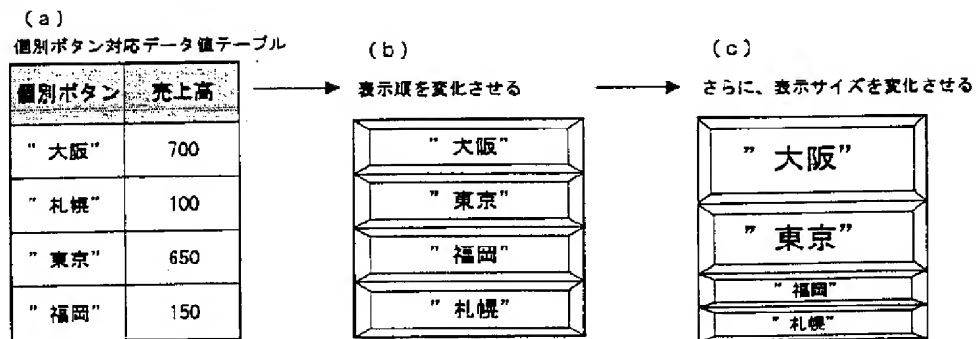 (a)
個別ボタン対応データ値テーブル
個別ボタン 売上高
"大阪" 700
"札幌" 100
"東京" 650
"福岡" 150
(b)
表示順を変化させる
"大阪"
"東京"
"福岡"
"札幌"
(c)
さらに、表示サイズを変化させる
"大阪"
"東京"
"福岡"
"札幌"